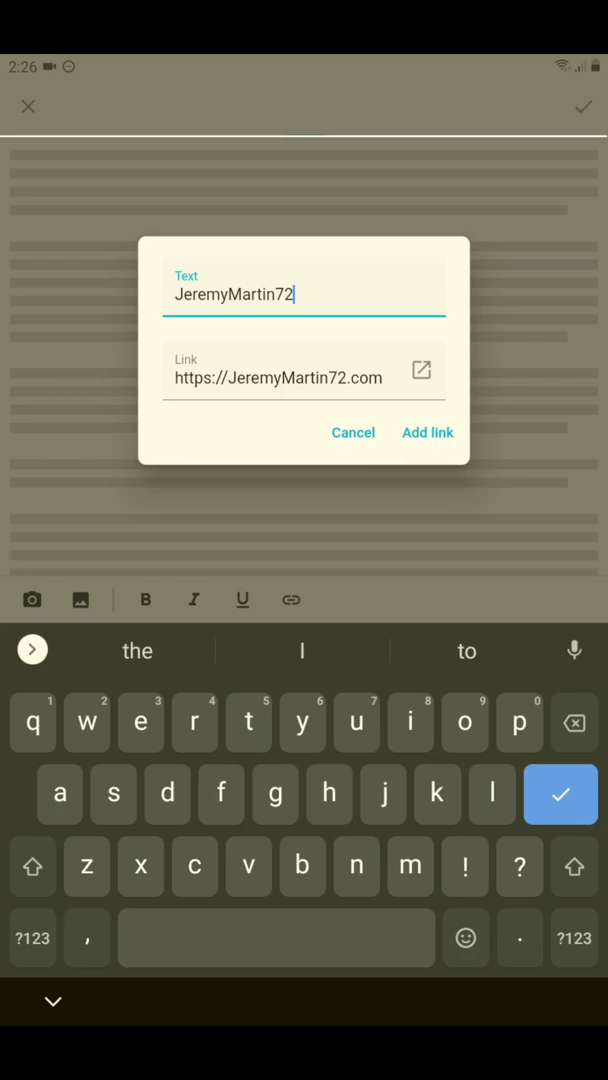 2:26
Text
JeremyMartin72
Link
https://JeremyMartin72.com
Cancel Add link
B I U
the I to
1 2 3 4 5 6 7 8 9 0
q w e r t y u i o p
a s d f g h j k l
z x c v b n m ! ?
?123 , . ?123